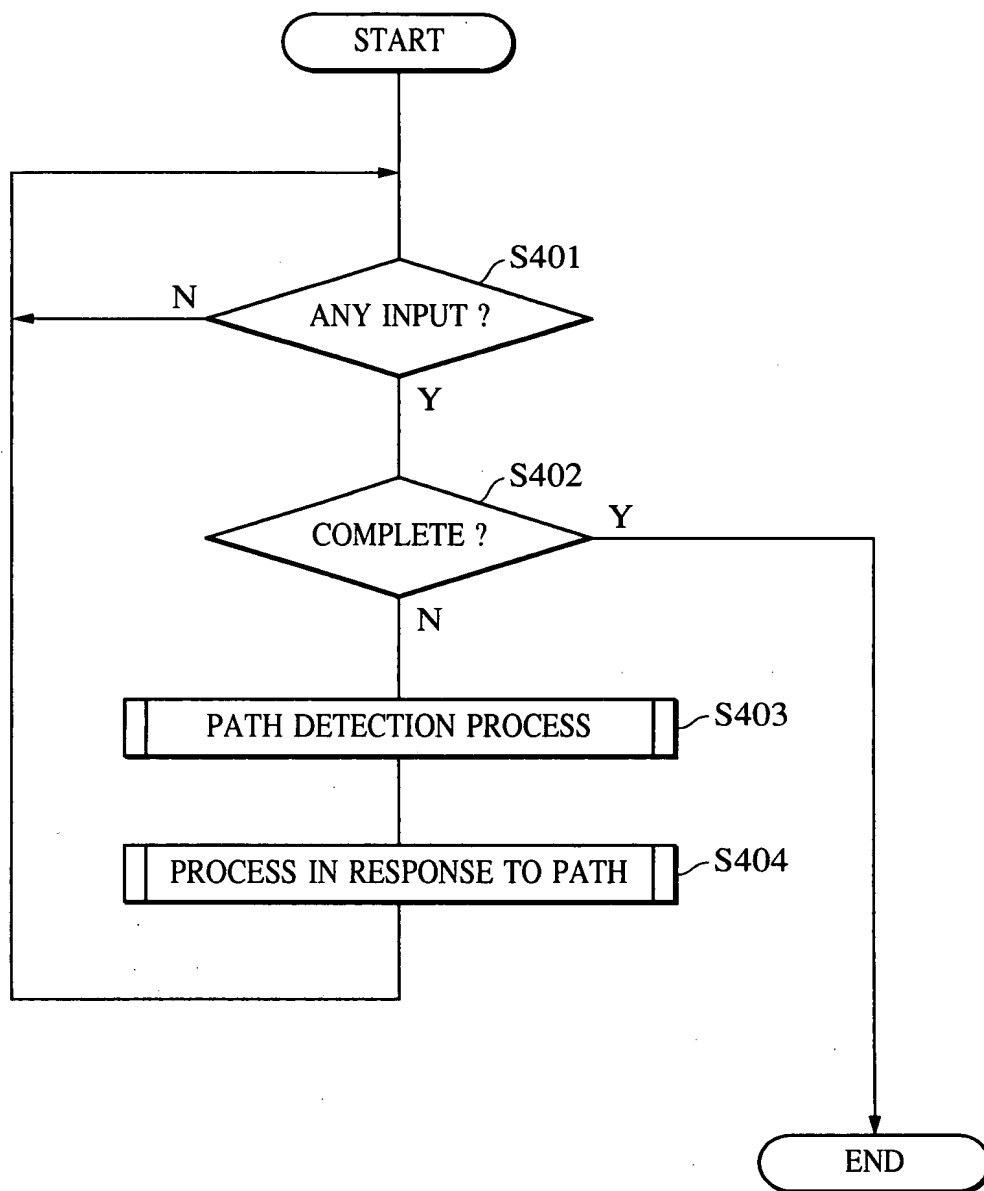 START
S401
N
ANY INPUT ?
Y
S402
COMPLETE ?
Y
N
PATH DETECTION PROCESS
S403
PROCESS IN RESPONSE TO PATH
S404
END